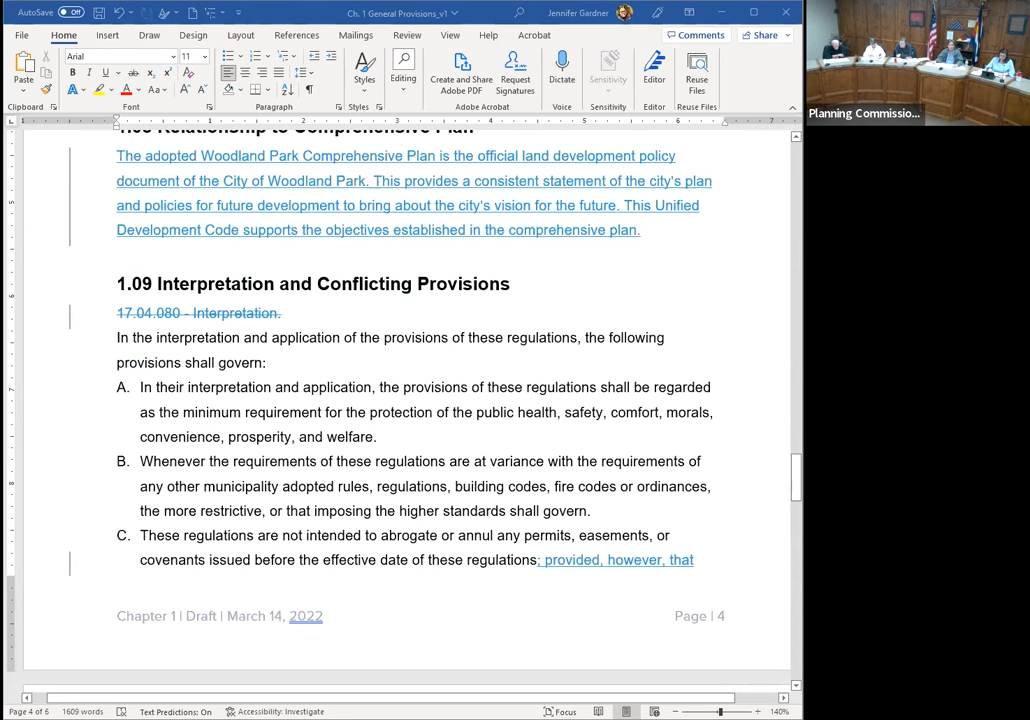 AutoSave Off Ch. 1 General Provisions_v1 Jennifer Gardner
File Home Insert Draw Design Layout References Mailings Review View Help Acrobat Comments Share
Arial 11
Paste Styles Editing Create and Share Adobe PDF Request Signatures Dictate Sensitivity Editor Reuse Files
Clipboard Font Paragraph Styles Adobe Acrobat Voice Sensitivity Editor Reuse Files
Planning Commissio...
Relationship to Comprehensive Plan
The adopted Woodland Park Comprehensive Plan is the official land development policy
document of the City of Woodland Park. This provides a consistent statement of the city's plan
and policies for future development to bring about the city's vision for the future. This Unified
Development Code supports the objectives established in the comprehensive plan.
1.09 Interpretation and Conflicting Provisions
17.04.080 - Interpretation.
In the interpretation and application of the provisions of these regulations, the following
provisions shall govern:
A. In their interpretation and application, the provisions of these regulations shall be regarded
as the minimum requirement for the protection of the public health, safety, comfort, morals,
convenience, prosperity, and welfare.
B. Whenever the requirements of these regulations are at variance with the requirements of
any other municipality adopted rules, regulations, building codes, fire codes or ordinances,
the more restrictive, or that imposing the higher standards shall govern.
C. These regulations are not intended to abrogate or annul any permits, easements, or
covenants issued before the effective date of these regulations; provided, however, that
Chapter 1 | Draft | March 14, 2022 Page | 4
Page 4 of 6 1609 words Text Predictions: On Accessibility: Investigate Focus 140%